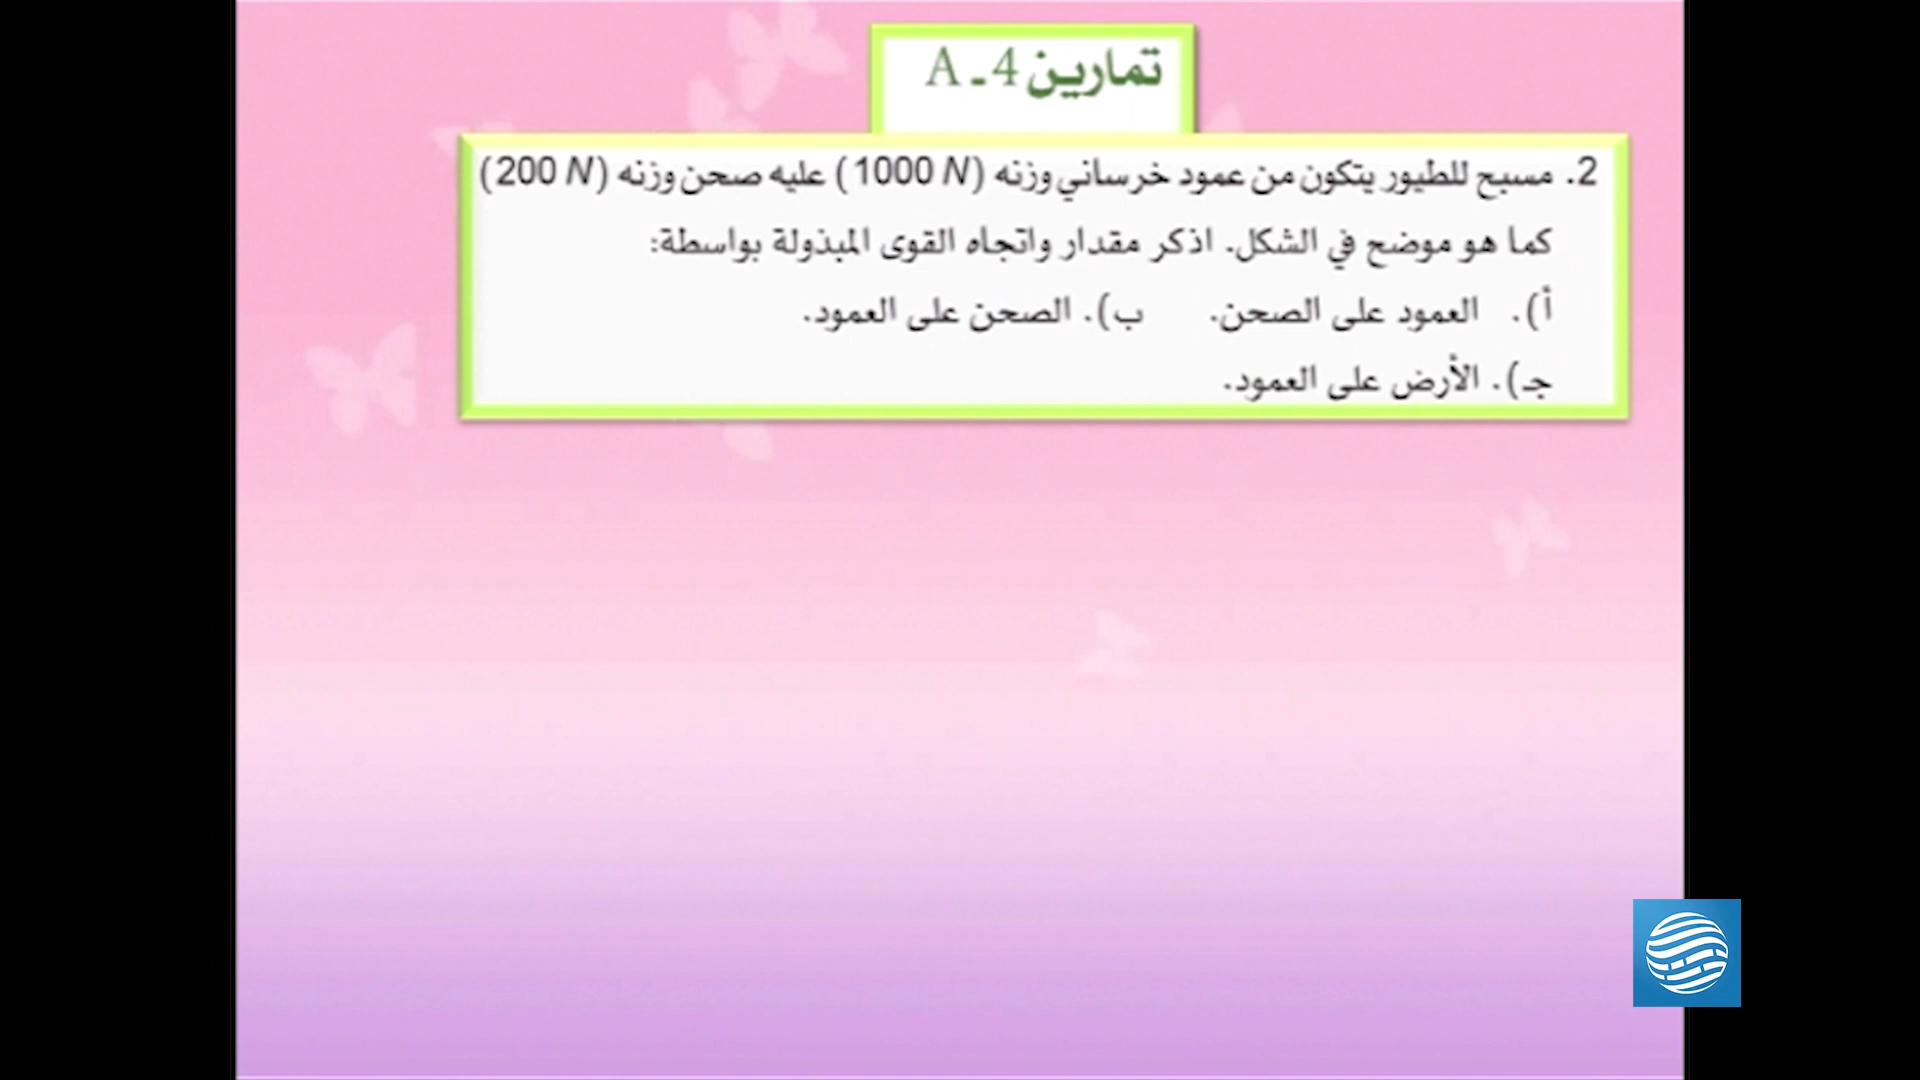 تمارين 4 ـ A
2. مسبح للطيور يتكون من عمود خرساني وزنه (1000 N) عليه صحن وزنه (200 N)
كما هو موضح في الشكل. اذكر مقدار واتجاه القوى المبذولة بواسطة:
أ). العمود على الصحن. ب). الصحن على العمود.
جـ). الأرض على العمود.